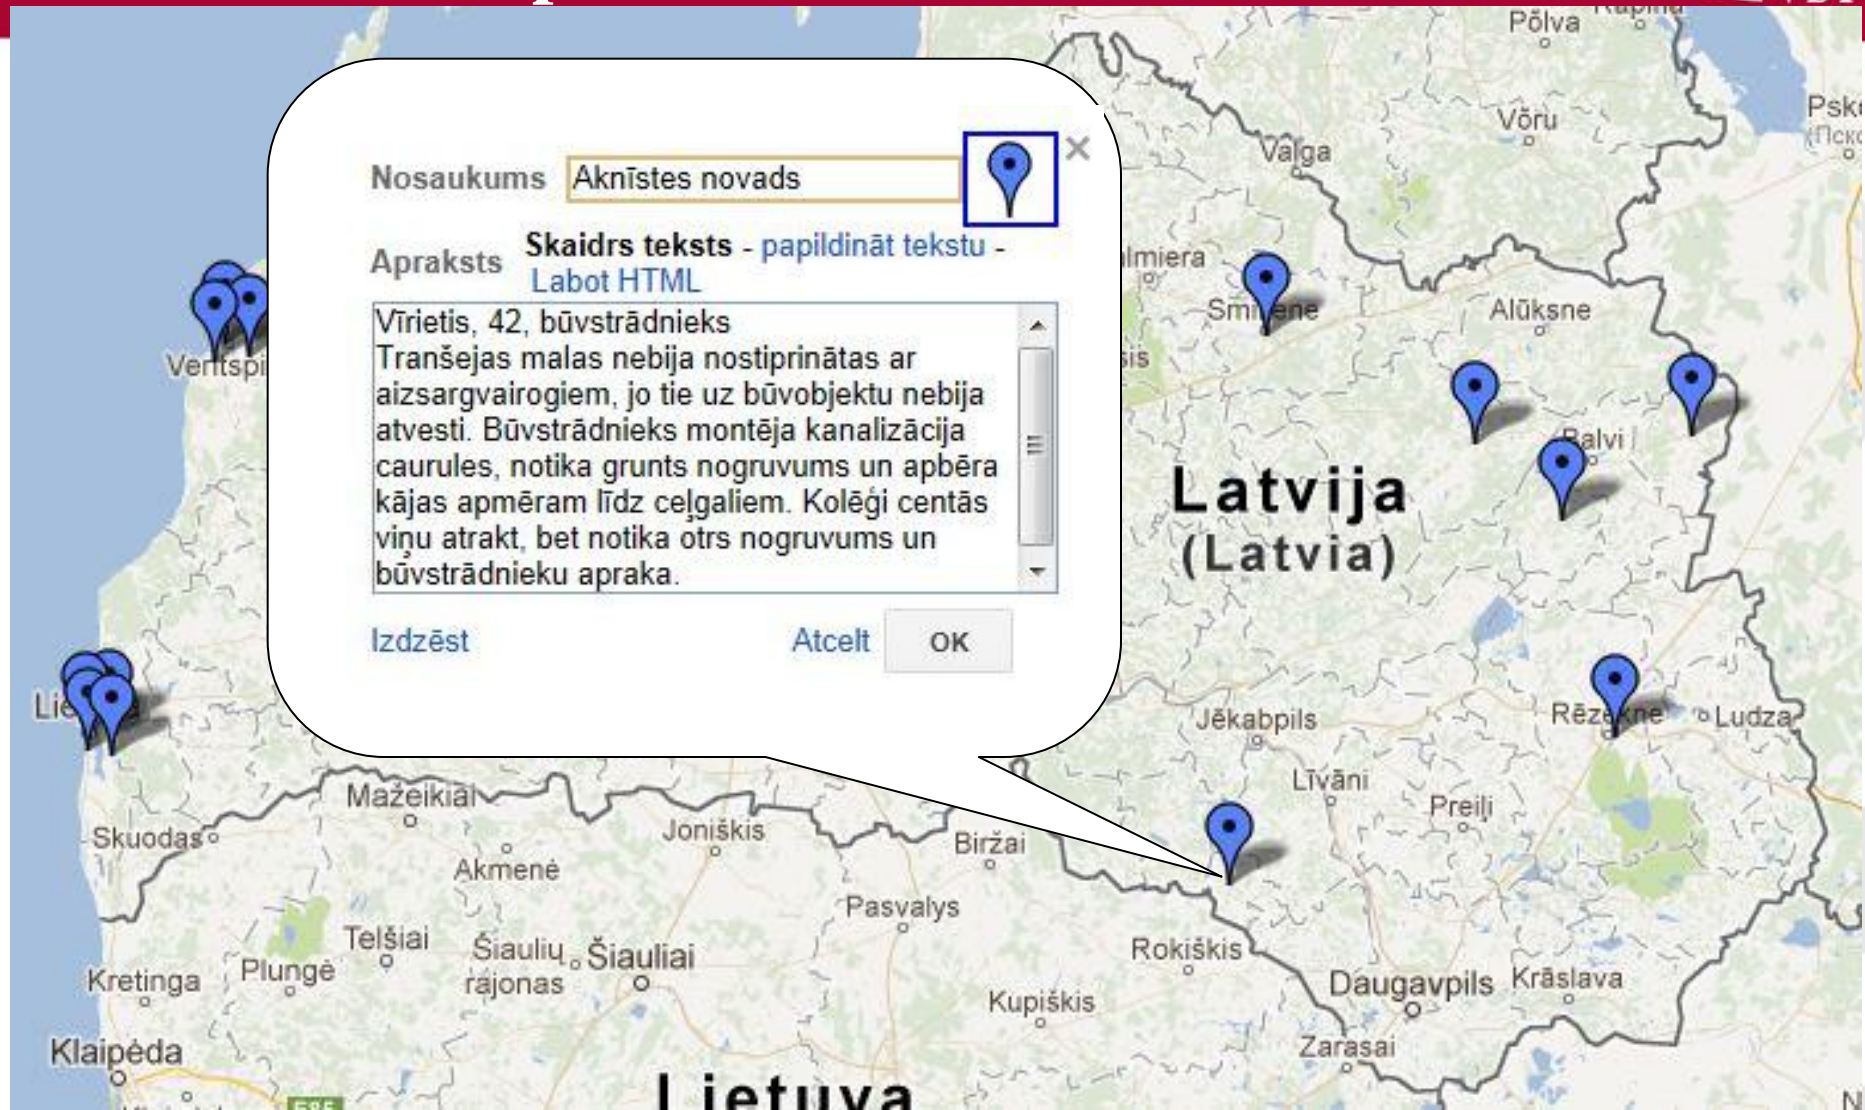 Põlva
Võru
Valga
Nosaukums Aknīstes novads
Apraksts Skaidrs teksts - papildināt tekstu -
Labot HTML
Vīrietis, 42, būvstrādnieks
Tranšejas malas nebija nostiprinātas ar
aizsargvairogiem, jo tie uz būvobjektu nebija
atvesti. Būvstrādnieks montēja kanalizācija
caurules, notika grunts nogruvums un apbēra
kājas apmēram līdz ceļgaliem. Kolēģi centās
viņu atrakt, bet notika otrs nogruvums un
būvstrādnieku apraka.
Izdzēst Atcelt OK
Alūksne
Balvi
Latvija
(Latvia)
Jēkabpils
Rēzekne
Ludza
Līvāni
Preiļi
Mažeikiai
Skuodas
Joniškis
Biržai
Akmenė
Pasvalys
Telšiai
Šiaulių
rajonas
Šiauliai
Rokiškis
Plungė
Kretinga
Daugavpils
Krāslava
Kupiškis
Klaipėda
Zarasai
Lietuva
E85